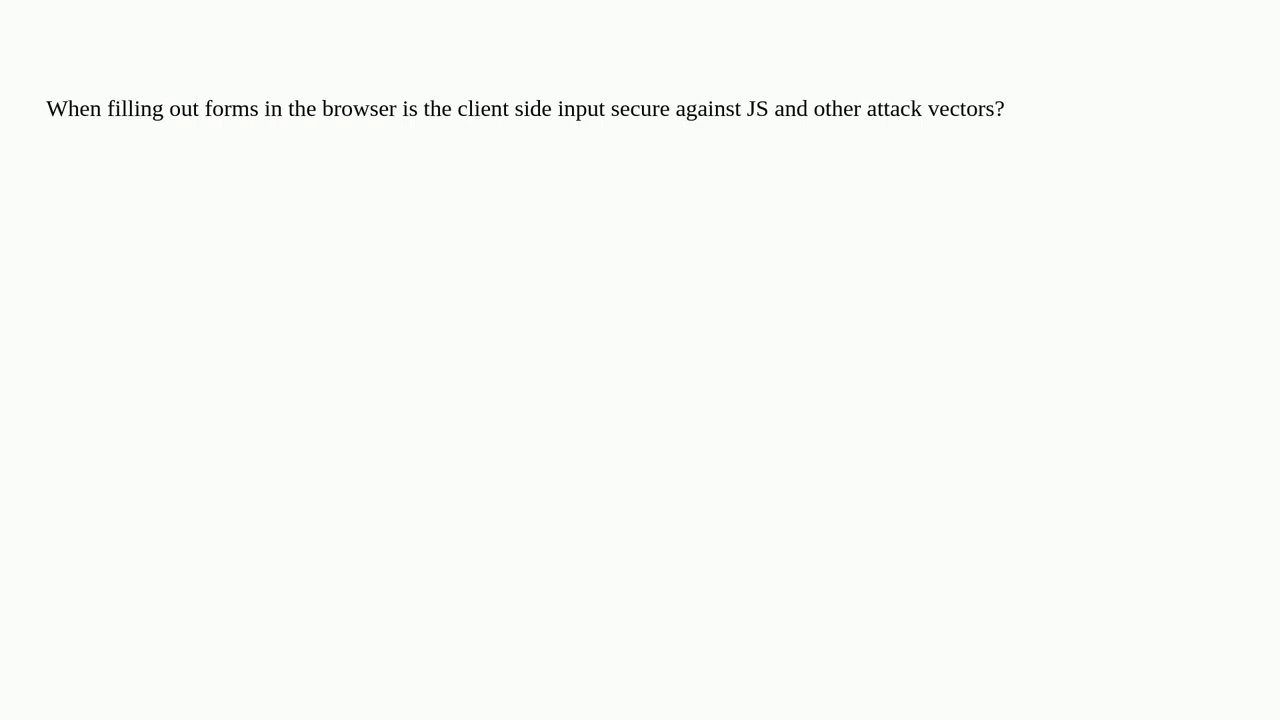 When filling out forms in the browser is the client side input secure against JS and other attack vectors?